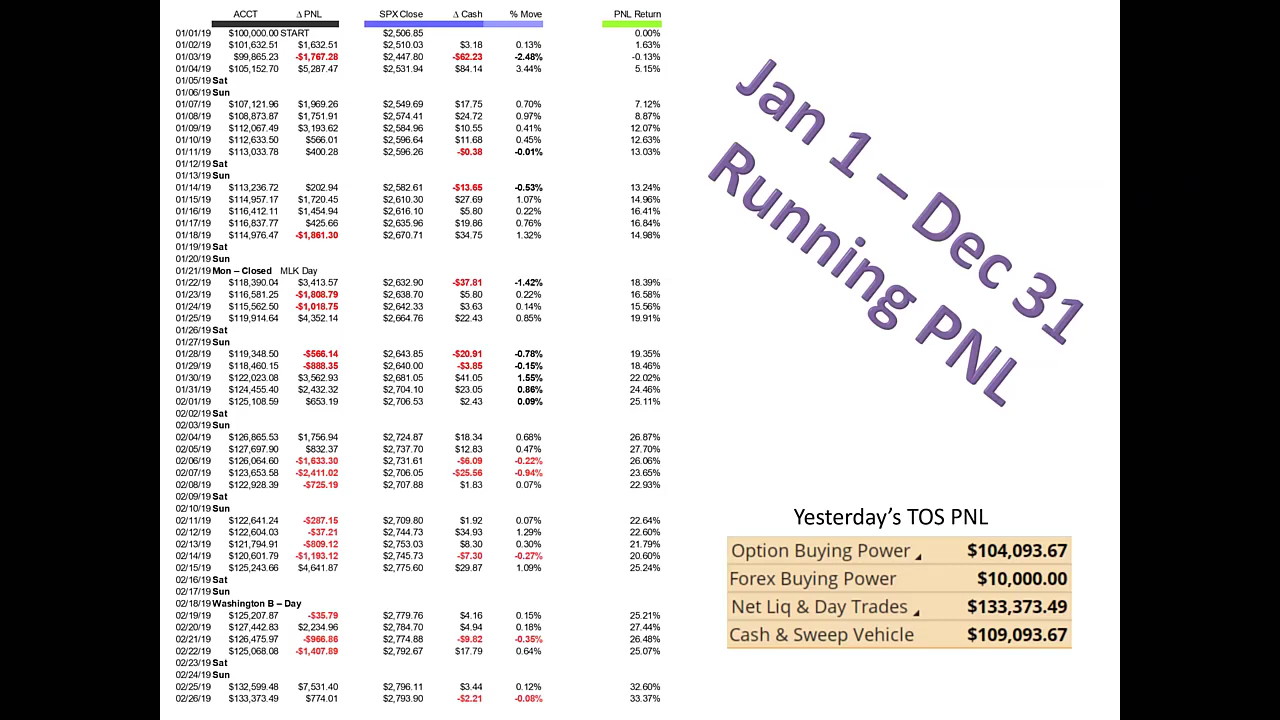 ACCT Δ PNL SPX Close Δ Cash % Move PNL Return
01/01/19 $100,000.00 START $2,506.85 0.00%
01/02/19 $101,632.51 $1,632.51 $2,510.03 $3.18 0.13% 1.63%
01/03/19 $99,865.23 -$1,767.28 $2,447.80 -$62.23 -2.48% -0.13%
01/04/19 $105,152.70 $5,287.47 $2,531.94 $84.14 3.44% 5.15%
01/05/19 Sat
01/06/19 Sun
01/07/19 $107,121.96 $1,969.26 $2,549.69 $17.75 0.70% 7.12%
01/08/19 $108,873.87 $1,751.91 $2,574.41 $24.72 0.97% 8.87%
01/09/19 $112,067.49 $3,193.62 $2,584.96 $10.55 0.41% 12.07%
01/10/19 $112,633.50 $566.01 $2,596.64 $11.68 0.45% 12.63%
01/11/19 $113,033.78 $400.28 $2,596.26 -$0.38 -0.01% 13.03%
01/12/19 Sat
01/13/19 Sun
01/14/19 $113,236.72 $202.94 $2,582.61 -$13.65 -0.53% 13.24%
01/15/19 $114,957.17 $1,720.45 $2,610.30 $27.69 1.07% 14.96%
01/16/19 $116,412.11 $1,454.94 $2,616.10 $5.80 0.22% 16.41%
01/17/19 $116,837.77 $425.66 $2,635.96 $19.86 0.76% 16.84%
01/18/19 $114,976.47 -$1,861.30 $2,670.71 $34.75 1.32% 14.98%
01/19/19 Sat
01/20/19 Sun
01/21/19 Mon – Closed MLK Day
01/22/19 $118,390.04 $3,413.57 $2,632.90 -$37.81 -1.42% 18.39%
01/23/19 $116,581.25 -$1,808.79 $2,638.70 $5.80 0.22% 16.58%
01/24/19 $115,562.50 -$1,018.75 $2,642.33 $3.63 0.14% 15.56%
01/25/19 $119,914.64 $4,352.14 $2,664.76 $22.43 0.85% 19.91%
01/26/19 Sat
01/27/19 Sun
01/28/19 $119,348.50 -$566.14 $2,643.85 -$20.91 -0.78% 19.35%
01/29/19 $118,460.15 -$888.35 $2,640.00 -$3.85 -0.15% 18.46%
01/30/19 $122,023.08 $3,562.93 $2,681.05 $41.05 1.55% 22.02%
01/31/19 $124,455.40 $2,432.32 $2,704.10 $23.05 0.86% 24.46%
02/01/19 $125,108.59 $653.19 $2,706.53 $2.43 0.09% 25.11%
02/02/19 Sat
02/03/19 Sun
02/04/19 $126,865.53 $1,756.94 $2,724.87 $18.34 0.68% 26.87%
02/05/19 $127,697.90 $832.37 $2,737.70 $12.83 0.47% 27.70%
02/06/19 $126,064.60 -$1,633.30 $2,731.61 -$6.09 -0.22% 26.06%
02/07/19 $123,653.58 -$2,411.02 $2,706.05 -$25.56 -0.94% 23.65%
02/08/19 $122,928.39 -$725.19 $2,707.88 $1.83 0.07% 22.93%
02/09/19 Sat
02/10/19 Sun
02/11/19 $122,641.24 -$287.15 $2,709.80 $1.92 0.07% 22.64%
02/12/19 $122,604.03 -$37.21 $2,744.73 $34.93 1.29% 22.60%
02/13/19 $121,794.91 -$809.12 $2,753.03 $8.30 0.30% 21.79%
02/14/19 $120,601.79 -$1,193.12 $2,745.73 -$7.30 -0.27% 20.60%
02/15/19 $125,243.66 $4,641.87 $2,775.60 $29.87 1.09% 25.24%
02/16/19 Sat
02/17/19 Sun
02/18/19 Washington B – Day
02/19/19 $125,207.87 -$35.79 $2,779.76 $4.16 0.15% 25.21%
02/20/19 $127,442.83 $2,234.96 $2,784.70 $4.94 0.18% 27.44%
02/21/19 $126,475.97 -$966.86 $2,774.88 -$9.82 -0.35% 26.48%
02/22/19 $125,068.08 -$1,407.89 $2,792.67 $17.79 0.64% 25.07%
02/23/19 Sat
02/24/19 Sun
02/25/19 $132,599.48 $7,531.40 $2,796.11 $3.44 0.12% 32.60%
02/26/19 $133,373.49 $774.01 $2,793.90 -$2.21 -0.08% 33.37%
Jan 1 – Dec 31
Running PNL
Yesterday's TOS PNL
Option Buying Power $104,093.67
Forex Buying Power $10,000.00
Net Liq & Day Trades $133,373.49
Cash & Sweep Vehicle $109,093.67